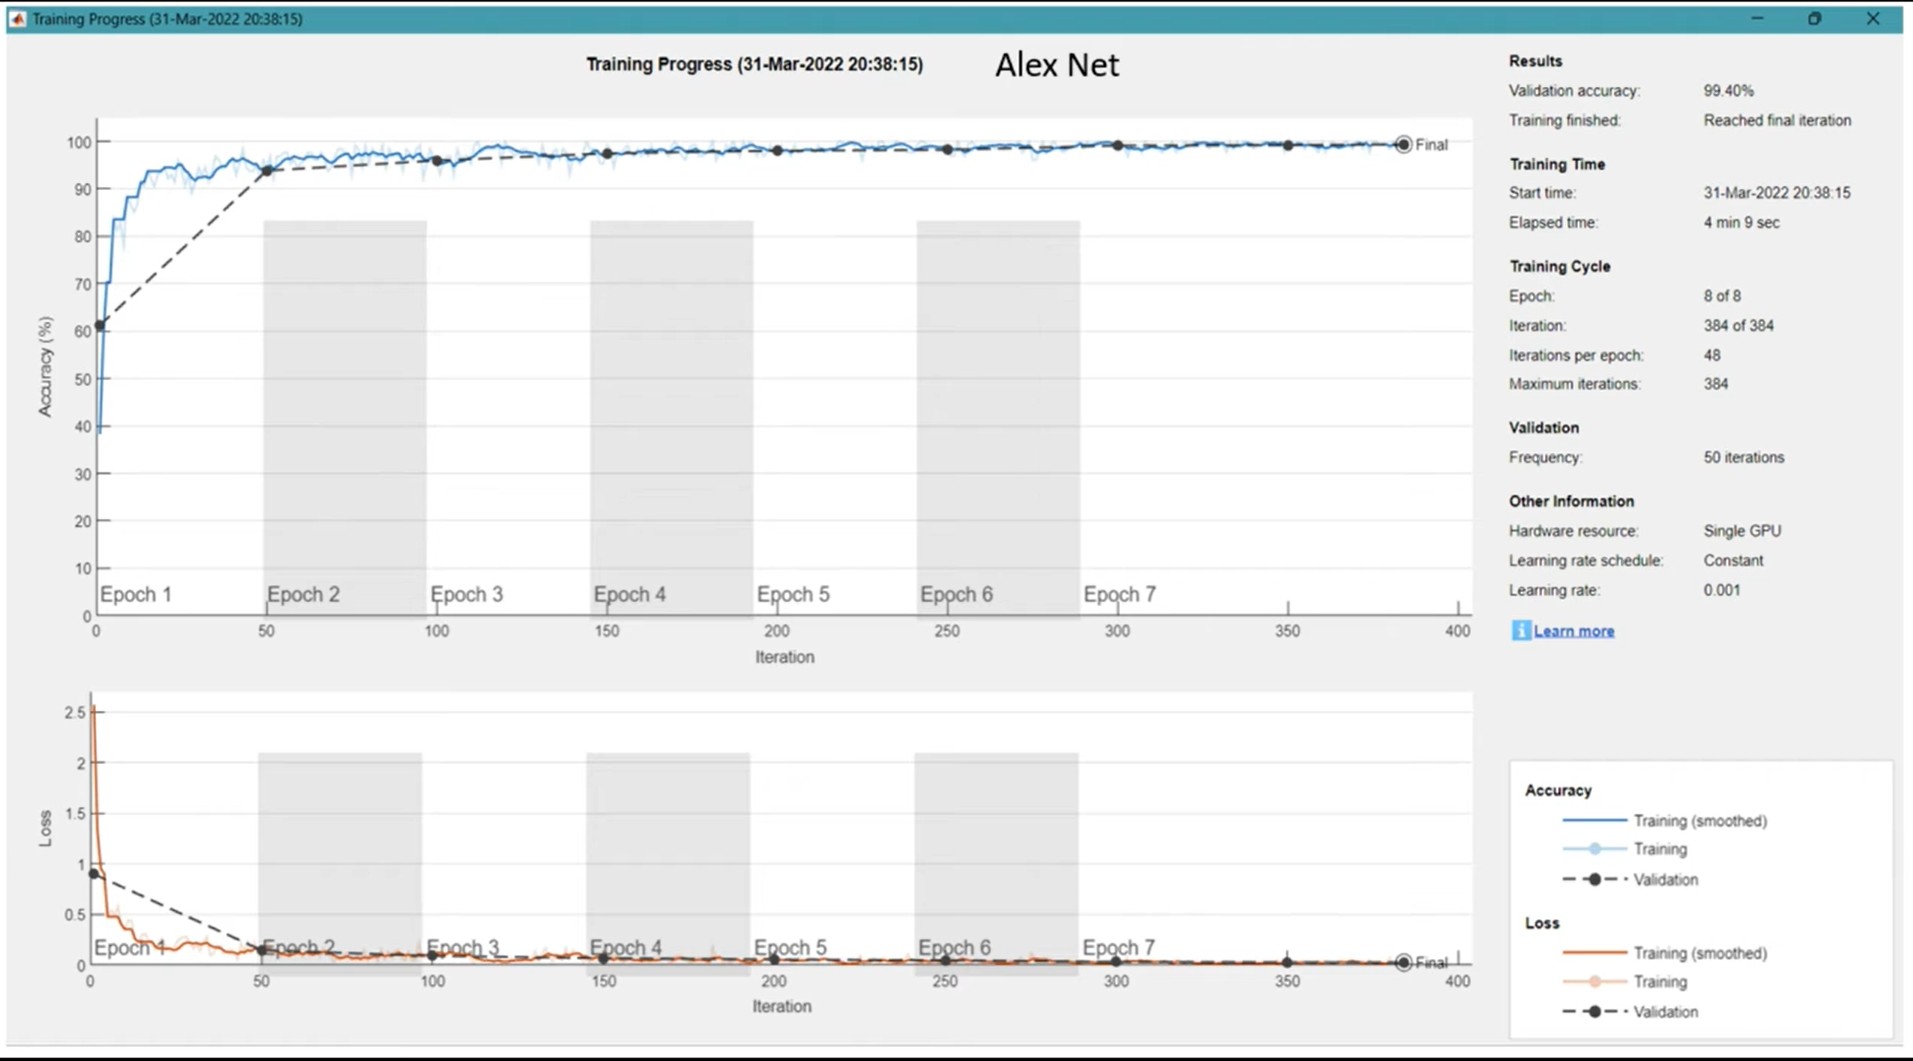 Training Progress (31-Mar-2022 20:38:15)
Training Progress (31-Mar-2022 20:38:15)
Alex Net
100
90
80
70
60
50
40
30
20
10
0
Accuracy (%)
Final
Epoch 1
Epoch 2
Epoch 3
Epoch 4
Epoch 5
Epoch 6
Epoch 7
0
50
100
150
200
250
300
350
400
Iteration
2.5
2
1.5
1
0.5
0
Loss
Epoch 1
Epoch 2
Epoch 3
Epoch 4
Epoch 5
Epoch 6
Epoch 7
Final
0
50
100
150
200
250
300
350
400
Iteration
Results
Validation accuracy: 99.40%
Training finished: Reached final iteration
Training Time
Start time: 31-Mar-2022 20:38:15
Elapsed time: 4 min 9 sec
Training Cycle
Epoch: 8 of 8
Iteration: 384 of 384
Iterations per epoch: 48
Maximum iterations: 384
Validation
Frequency: 50 iterations
Other Information
Hardware resource: Single GPU
Learning rate schedule: Constant
Learning rate: 0.001
i Learn more
Accuracy
Training (smoothed)
Training
Validation
Loss
Training (smoothed)
Training
Validation